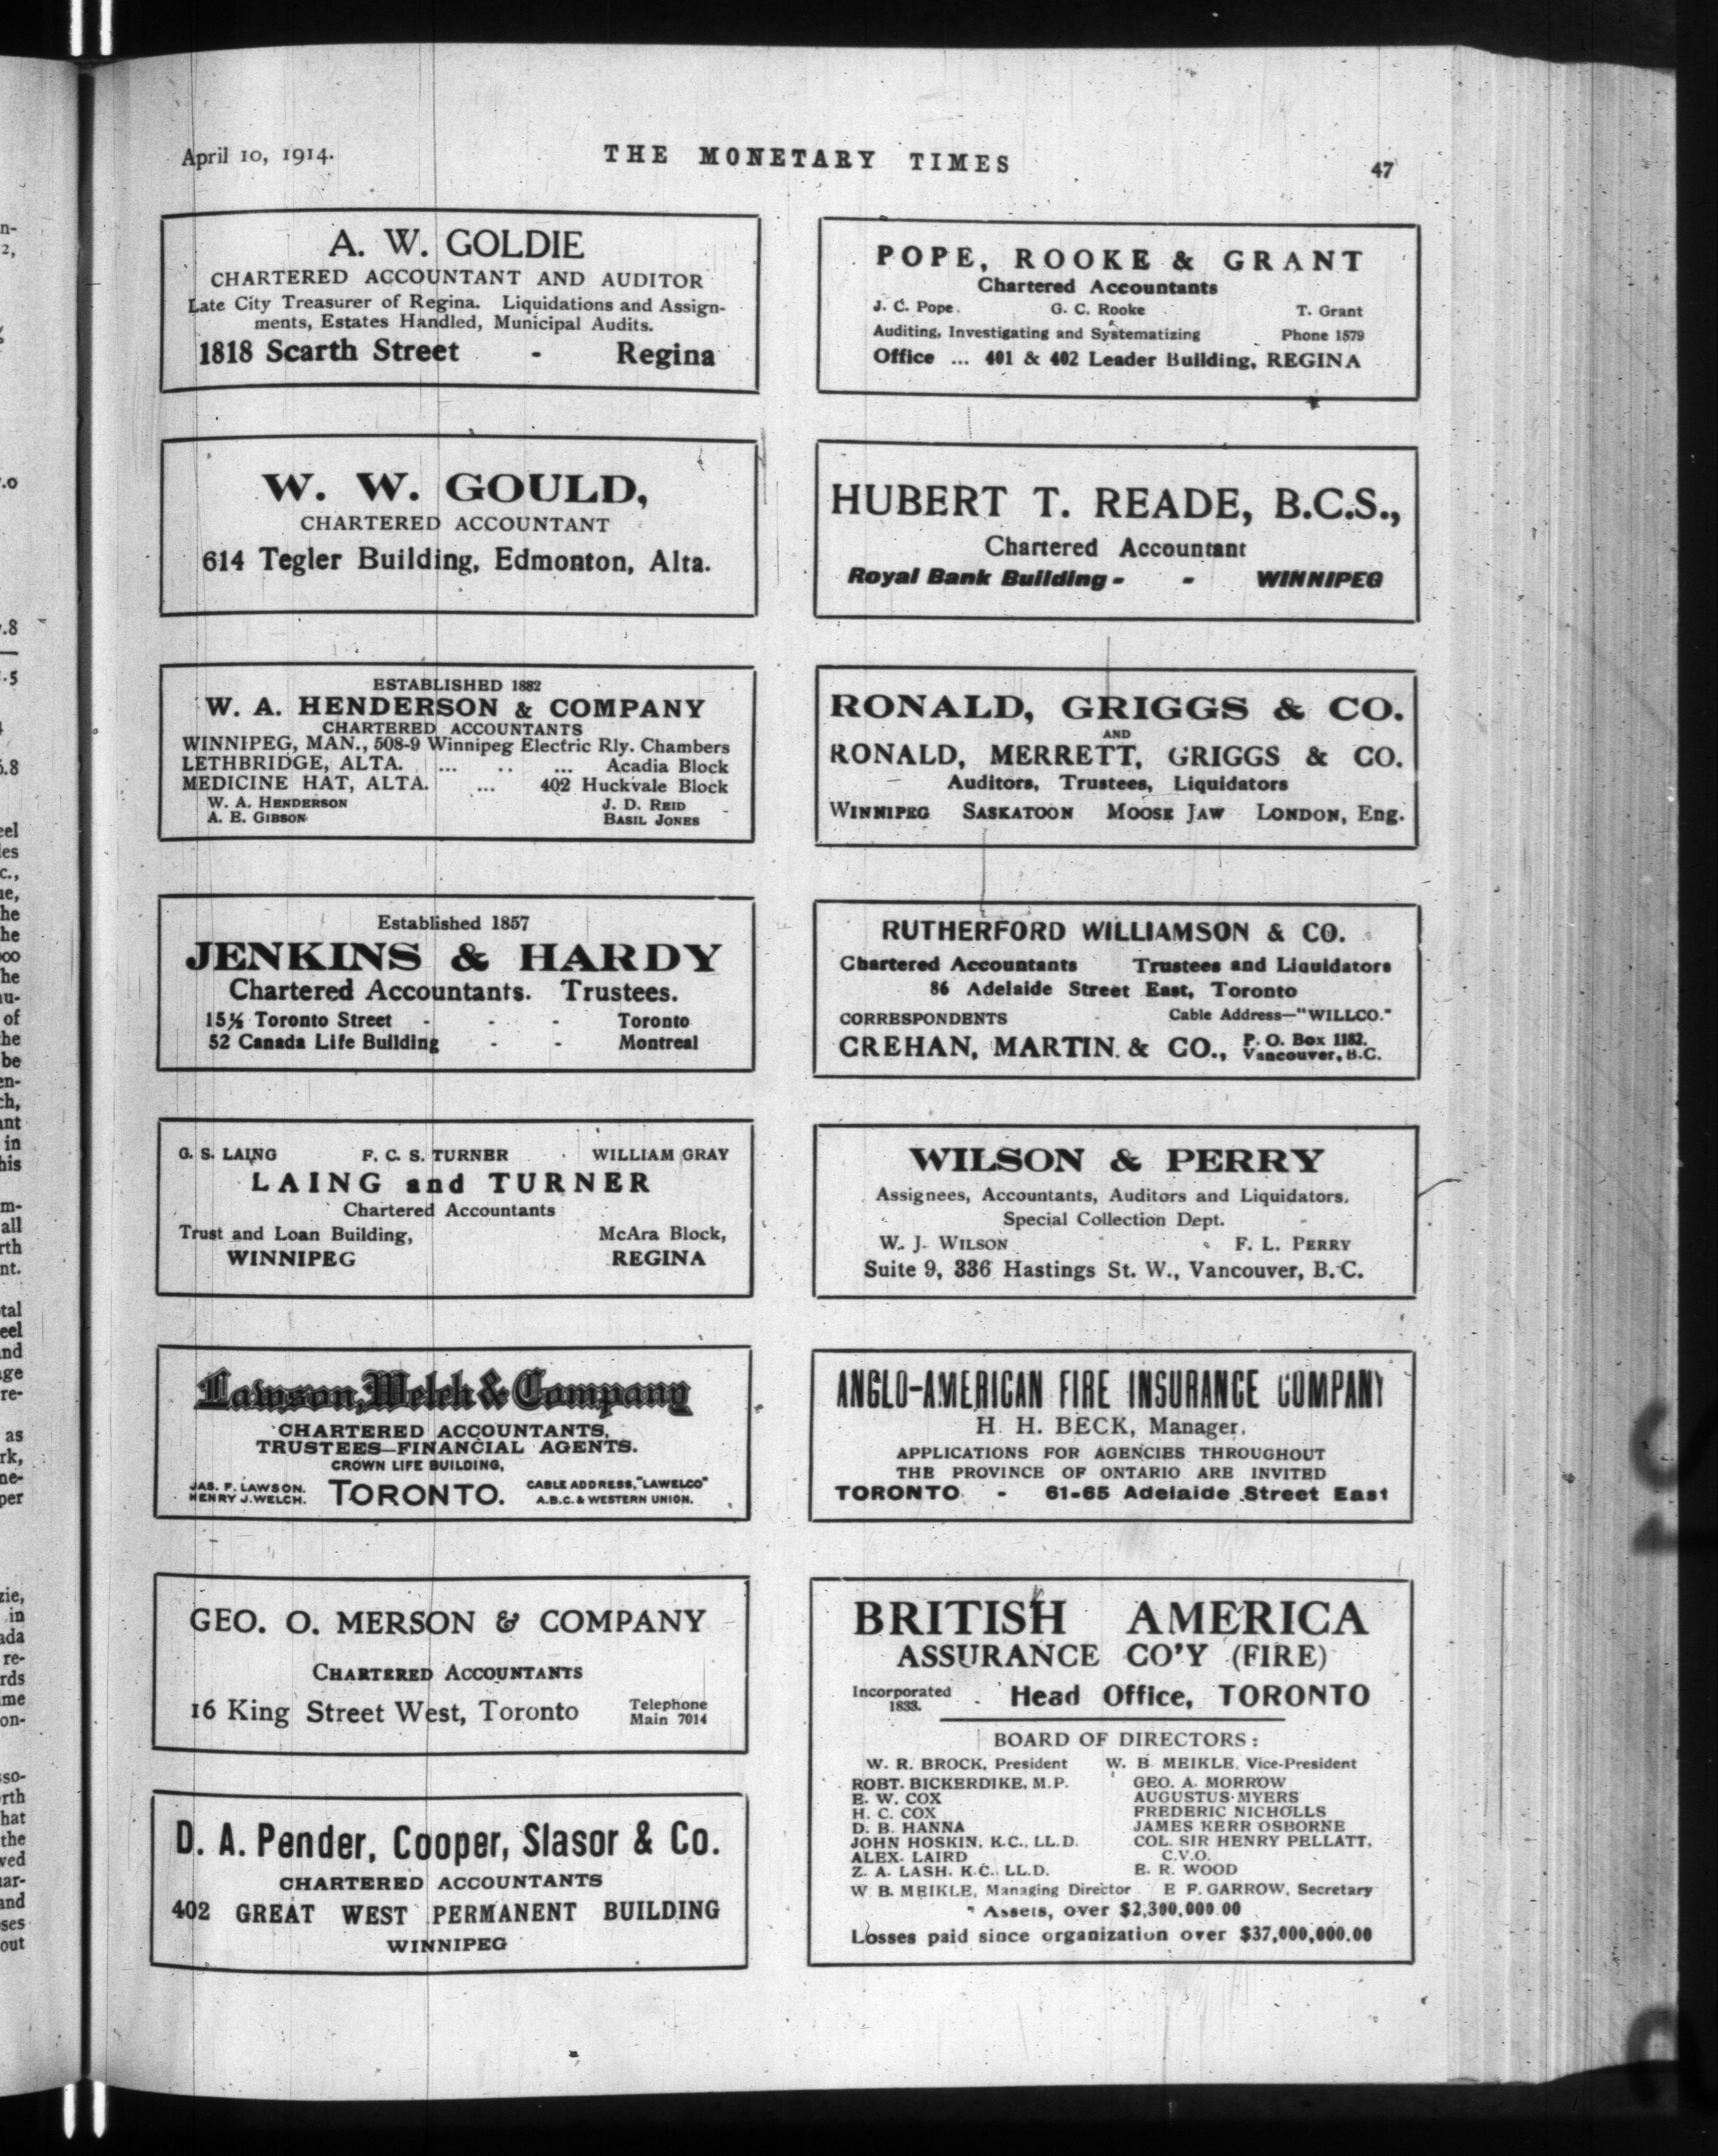 April 10, 1914.
THE MONETARY TIMES
47
A. W. GOLDIE
CHARTERED ACCOUNTANT AND AUDITOR
Late City Treasurer of Regina. Liquidations and Assign-
ments, Estates Handled, Municipal Audits.
1818 Scarth Street - Regina
W. W. GOULD,
CHARTERED ACCOUNTANT
614 Tegler Building, Edmonton, Alta.
ESTABLISHED 1882
W. A. HENDERSON & COMPANY
CHARTERED ACCOUNTANTS
WINNIPEG, MAN., 508-9 Winnipeg Electric Rly. Chambers
LETHBRIDGE, ALTA. ... .. ... Acadia Block
MEDICINE HAT, ALTA. ... 402 Huckvale Block
W. A. HENDERSON J. D. REID
A. E. GIBSON BASIL JONES
Established 1857
JENKINS & HARDY
Chartered Accountants. Trustees.
15½ Toronto Street - - - Toronto
52 Canada Life Building - - Montreal
G. S. LAING F. C. S. TURNER WILLIAM GRAY
LAING and TURNER
Chartered Accountants
Trust and Loan Building, McAra Block,
WINNIPEG REGINA
Lawson, Welch & Company
CHARTERED ACCOUNTANTS,
TRUSTEES—FINANCIAL AGENTS.
CROWN LIFE BUILDING,
JAS. F. LAWSON.
HENRY J. WELCH.
TORONTO.
CABLE ADDRESS, "LAWELCO"
A.B.C. & WESTERN UNION.
GEO. O. MERSON & COMPANY
CHARTERED ACCOUNTANTS
16 King Street West, Toronto
Telephone
Main 7014
D. A. Pender, Cooper, Slasor & Co.
CHARTERED ACCOUNTANTS
402 GREAT WEST PERMANENT BUILDING
WINNIPEG
POPE, ROOKE & GRANT
Chartered Accountants
J. C. Pope. G. C. Rooke T. Grant
Auditing, Investigating and Systematizing Phone 1579
Office ... 401 & 402 Leader Building, REGINA
HUBERT T. READE, B.C.S.,
Chartered Accountant
Royal Bank Building - - WINNIPEG
RONALD, GRIGGS & CO.
AND
RONALD, MERRETT, GRIGGS & CO.
Auditors, Trustees, Liquidators
WINNIPEG SASKATOON MOOSE JAW LONDON, Eng.
RUTHERFORD WILLIAMSON & CO.
Chartered Accountants Trustees and Liquidators
86 Adelaide Street East, Toronto
CORRESPONDENTS Cable Address—"WILLCO."
CREHAN, MARTIN & CO.,
P. O. Box 1182.
Vancouver, B.C.
WILSON & PERRY
Assignees, Accountants, Auditors and Liquidators.
Special Collection Dept.
W. J. WILSON F. L. PERRY
Suite 9, 336 Hastings St. W., Vancouver, B.C.
ANGLO-AMERICAN FIRE INSURANCE COMPANY
H. H. BECK, Manager.
APPLICATIONS FOR AGENCIES THROUGHOUT
THE PROVINCE OF ONTARIO ARE INVITED
TORONTO - 61-65 Adelaide Street East
BRITISH AMERICA
ASSURANCE CO'Y (FIRE)
Incorporated
1833.
Head Office, TORONTO
BOARD OF DIRECTORS:
W. R. BROCK, President W. B. MEIKLE, Vice-President
ROBT. BICKERDIKE, M.P. GEO. A. MORROW
E. W. COX AUGUSTUS MYERS
H. C. COX FREDERIC NICHOLLS
D. B. HANNA JAMES KERR OSBORNE
JOHN HOSKIN, K.C., LL.D. COL. SIR HENRY PELLATT,
ALEX. LAIRD C.V.O.
Z. A. LASH, K.C., LL.D. E. R. WOOD
W. B. MEIKLE, Managing Director E. F. GARROW, Secretary
Assets, over $2,300,000.00
Losses paid since organization over $37,000,000.00